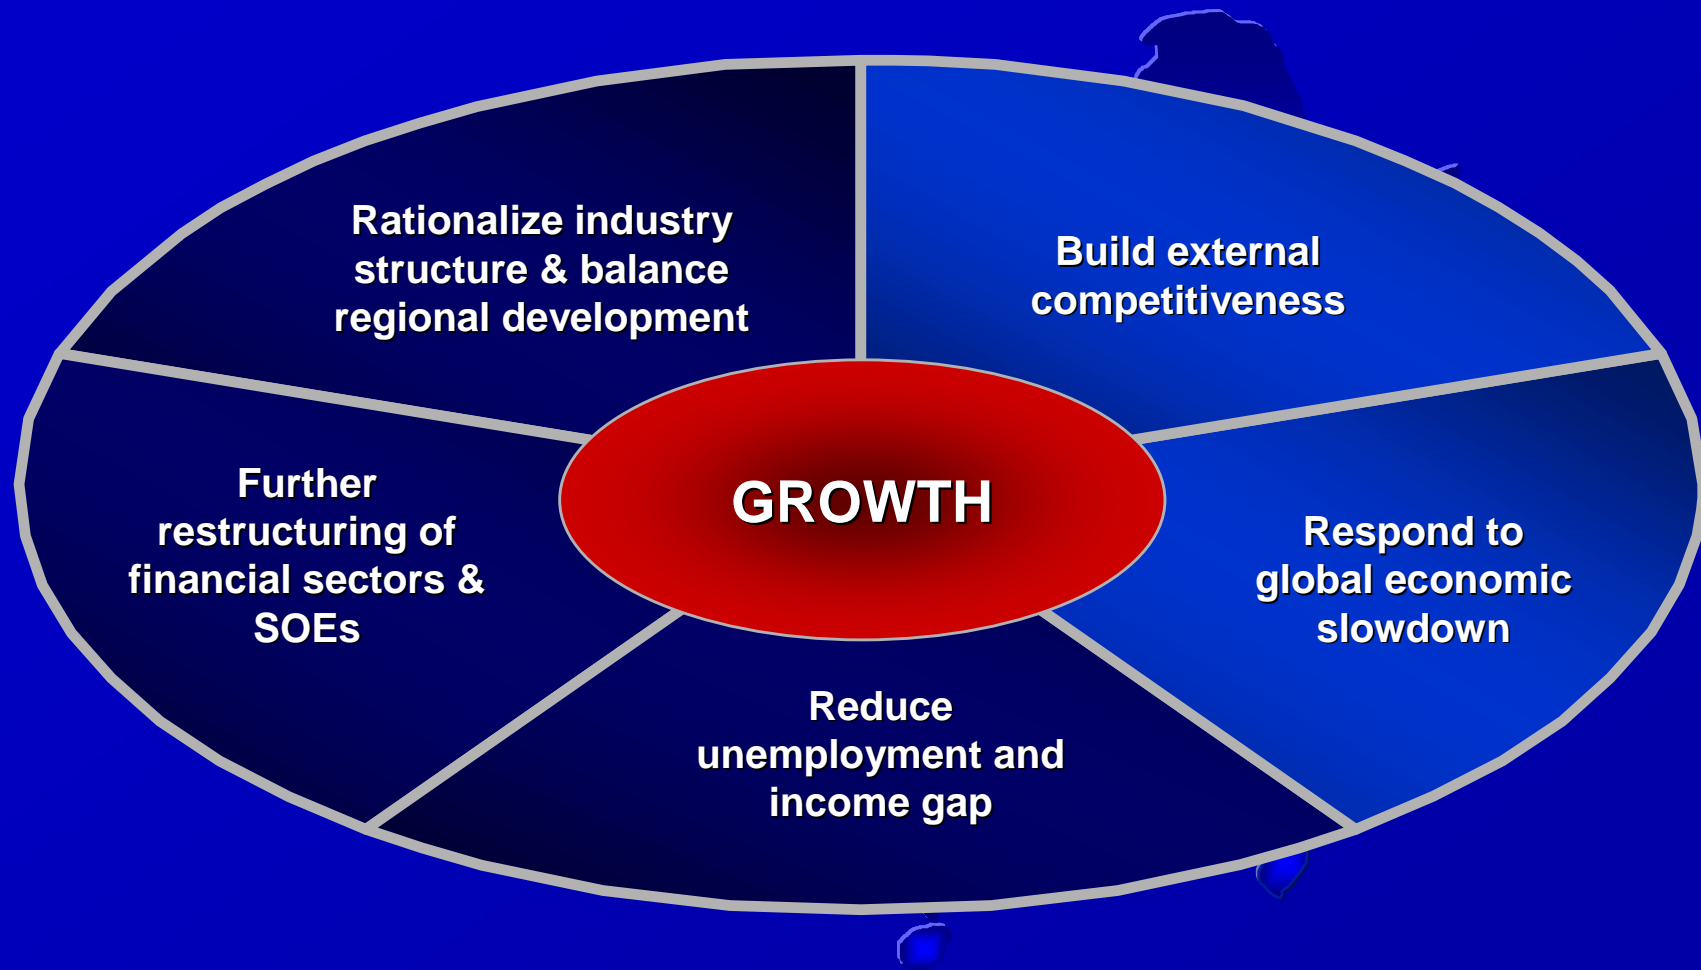 Rationalize industry
structure & balance
regional development
Build external
competitiveness
Further
restructuring of
financial sectors &
SOEs
GROWTH
Respond to
global economic
slowdown
Reduce
unemployment and
income gap